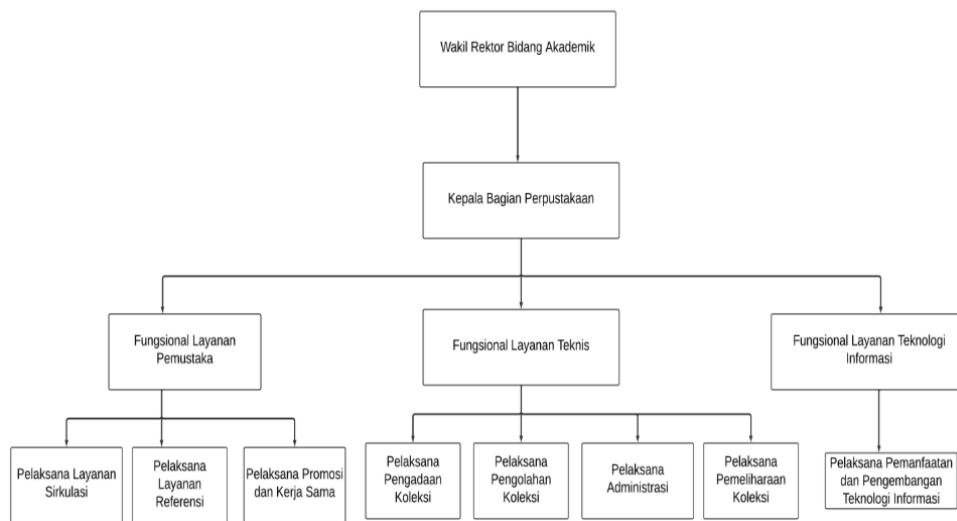 Wakil Rektor Bidang Akademik
Kepala Bagian Perpustakaan
Fungsional Layanan
Pemustaka
Fungsional Layanan Teknis
Fungsional Layanan Teknologi
Informasi
Pelaksana Layanan
Sirkulasi
Pelaksana
Layanan
Referensi
Pelaksana Promosi
dan Kerja Sama
Pelaksana
Pengadaan
Koleksi
Pelaksana
Pengolahan
Koleksi
Pelaksana
Administrasi
Pelaksana
Pemeliharaan
Koleksi
Pelaksana Pemanfaatan
dan Pengembangan
Teknologi Informasi